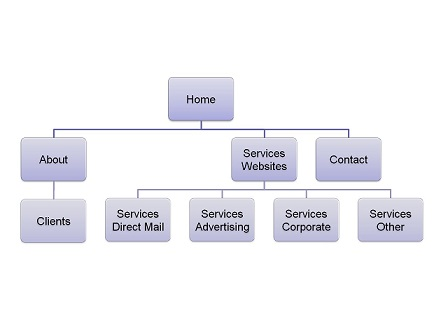 Home
About
Services
Websites
Contact
Clients
Services
Direct Mail
Services
Advertising
Services
Corporate
Services
Other